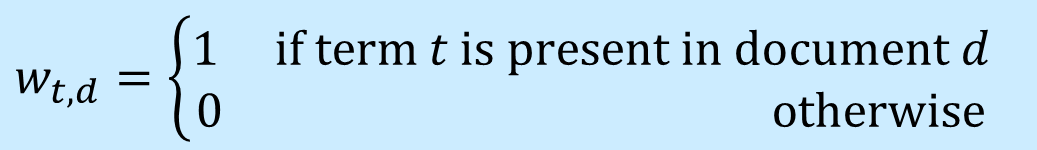 w_{t,d} = { 1 if term t is present in document d
0 otherwise